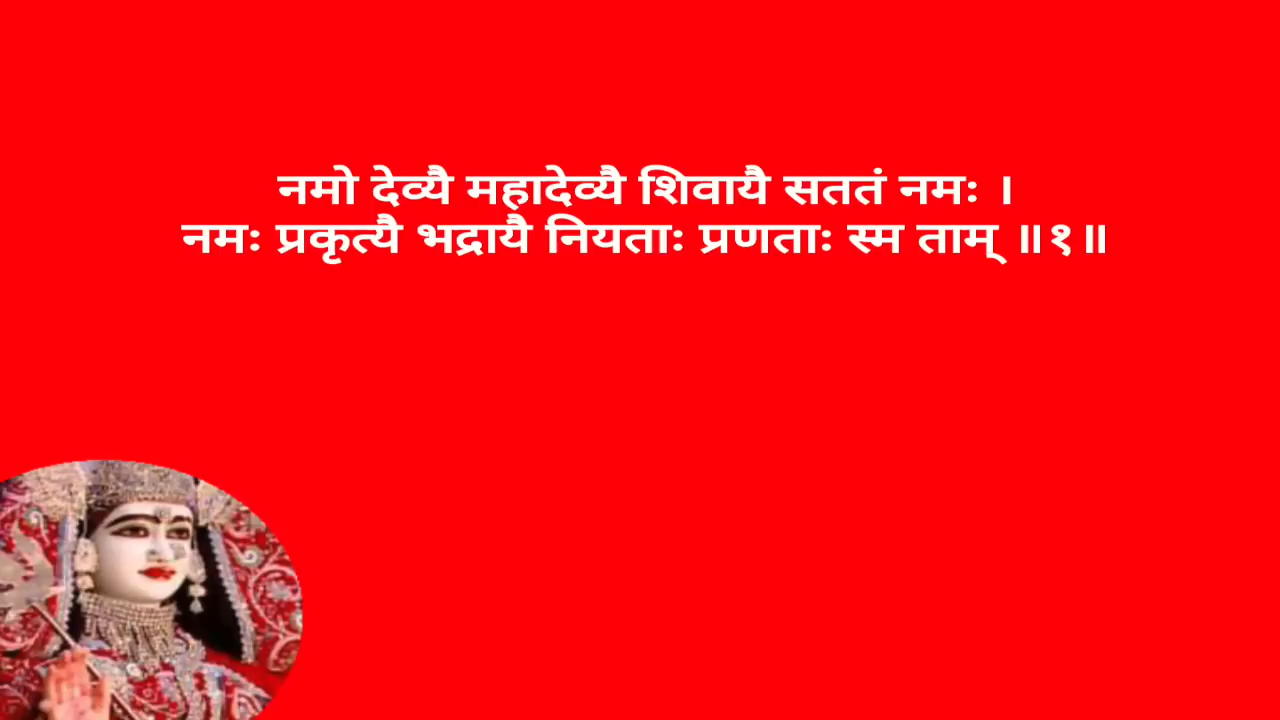 नमो देव्यै महादेव्यै शिवायै सततं नमः ।
नमः प्रकृत्यै भद्रायै नियताः प्रणताः स्म ताम् ॥१॥